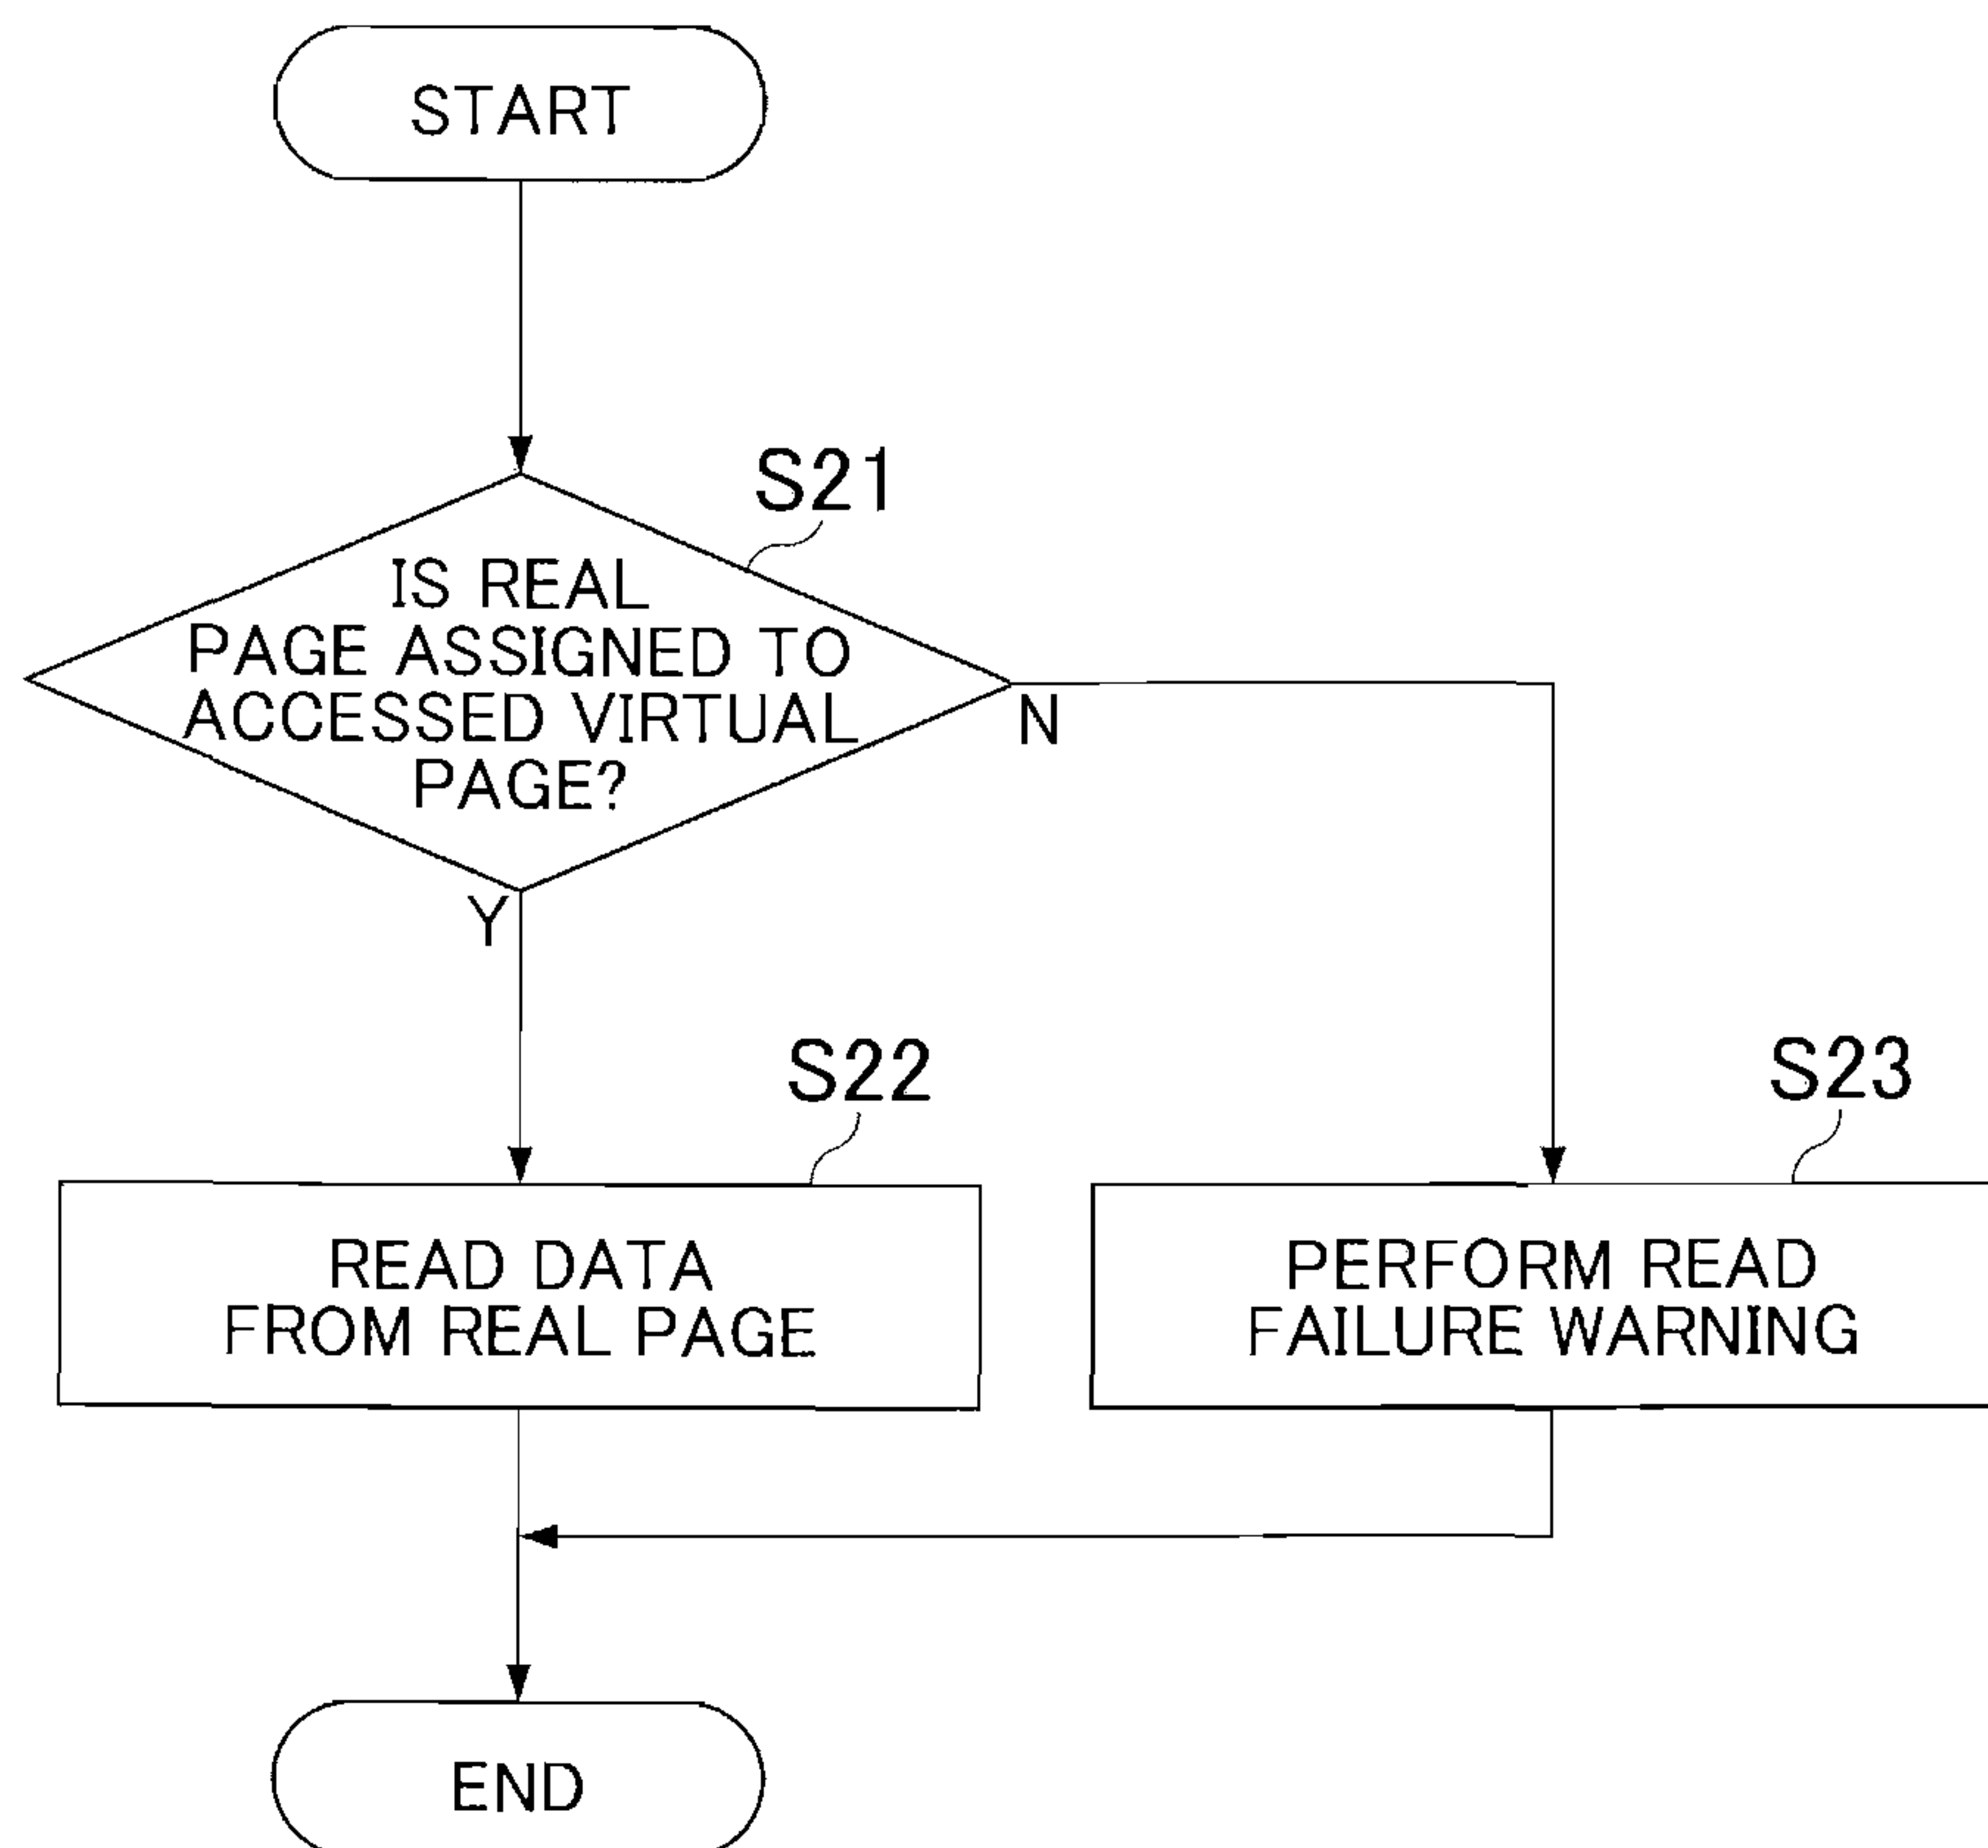 START
S21
IS REAL
PAGE ASSIGNED TO
ACCESSED VIRTUAL
PAGE?
N
Y
S22
S23
READ DATA
FROM REAL PAGE
PERFORM READ
FAILURE WARNING
END